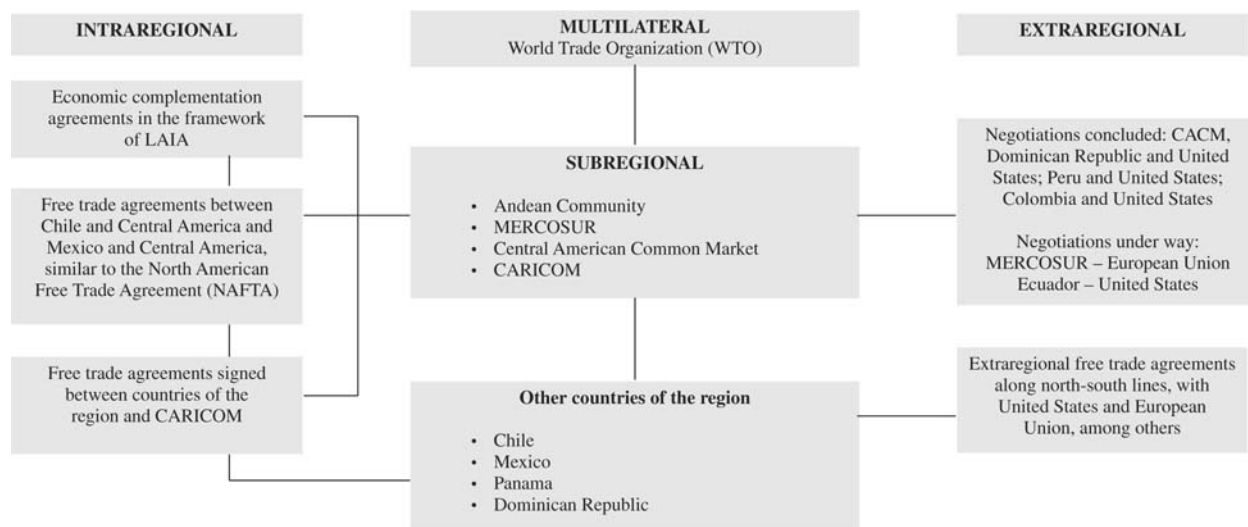 INTRAREGIONAL
Economic complementation
agreements in the framework
of LAIA
Free trade agreements between
Chile and Central America and
Mexico and Central America,
similar to the North American
Free Trade Agreement (NAFTA)
Free trade agreements signed
between countries of the
region and CARICOM
MULTILATERAL
World Trade Organization (WTO)
SUBREGIONAL
• Andean Community
• MERCOSUR
• Central American Common Market
• CARICOM
Other countries of the region
• Chile
• Mexico
• Panama
• Dominican Republic
EXTRAREGIONAL
Negotiations concluded: CACM,
Dominican Republic and United
States; Peru and United States;
Colombia and United States
Negotiations under way:
MERCOSUR – European Union
Ecuador – United States
Extraregional free trade agreements
along north-south lines, with
United States and European
Union, among others